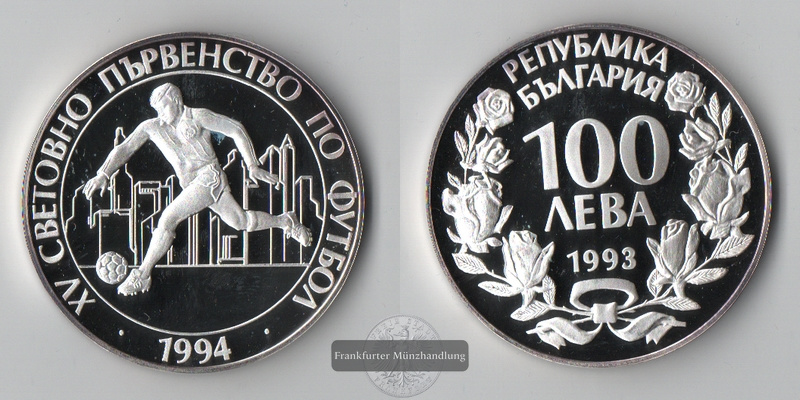 XV СВЕТОВНО ПЪРВЕНСТВО ПО ФУТБОЛ
· 1994 ·
РЕПУБЛИКА
БЪЛГАРИЯ
100
ЛЕВА
1993
Frankfurter Münzhandlung